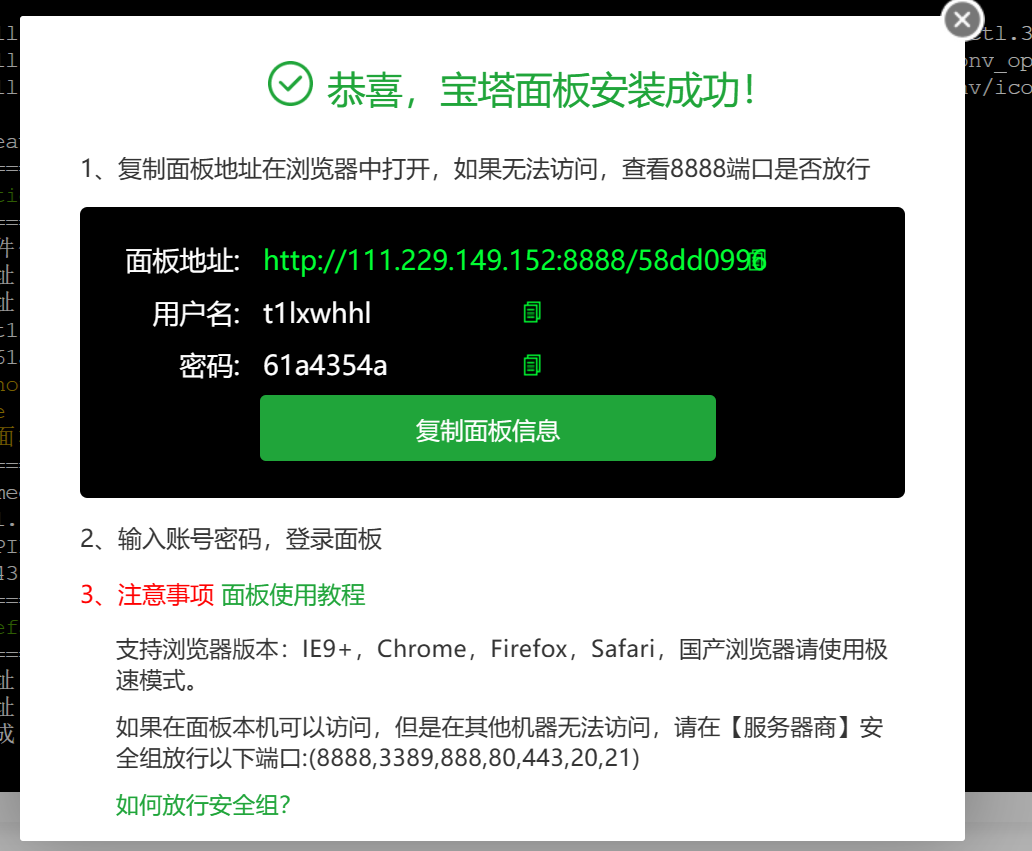 恭喜，宝塔面板安装成功！
1、复制面板地址在浏览器中打开，如果无法访问，查看8888端口是否放行
面板地址: http://111.229.149.152:8888/58dd0996
用户名: t1lxwhhl
密码: 61a4354a
复制面板信息
2、输入账号密码，登录面板
3、注意事项 面板使用教程
支持浏览器版本：IE9+，Chrome，Firefox，Safari，国产浏览器请使用极
速模式。
如果在面板本机可以访问，但是在其他机器无法访问，请在【服务器商】安
全组放行以下端口:(8888,3389,888,80,443,20,21)
如何放行安全组？